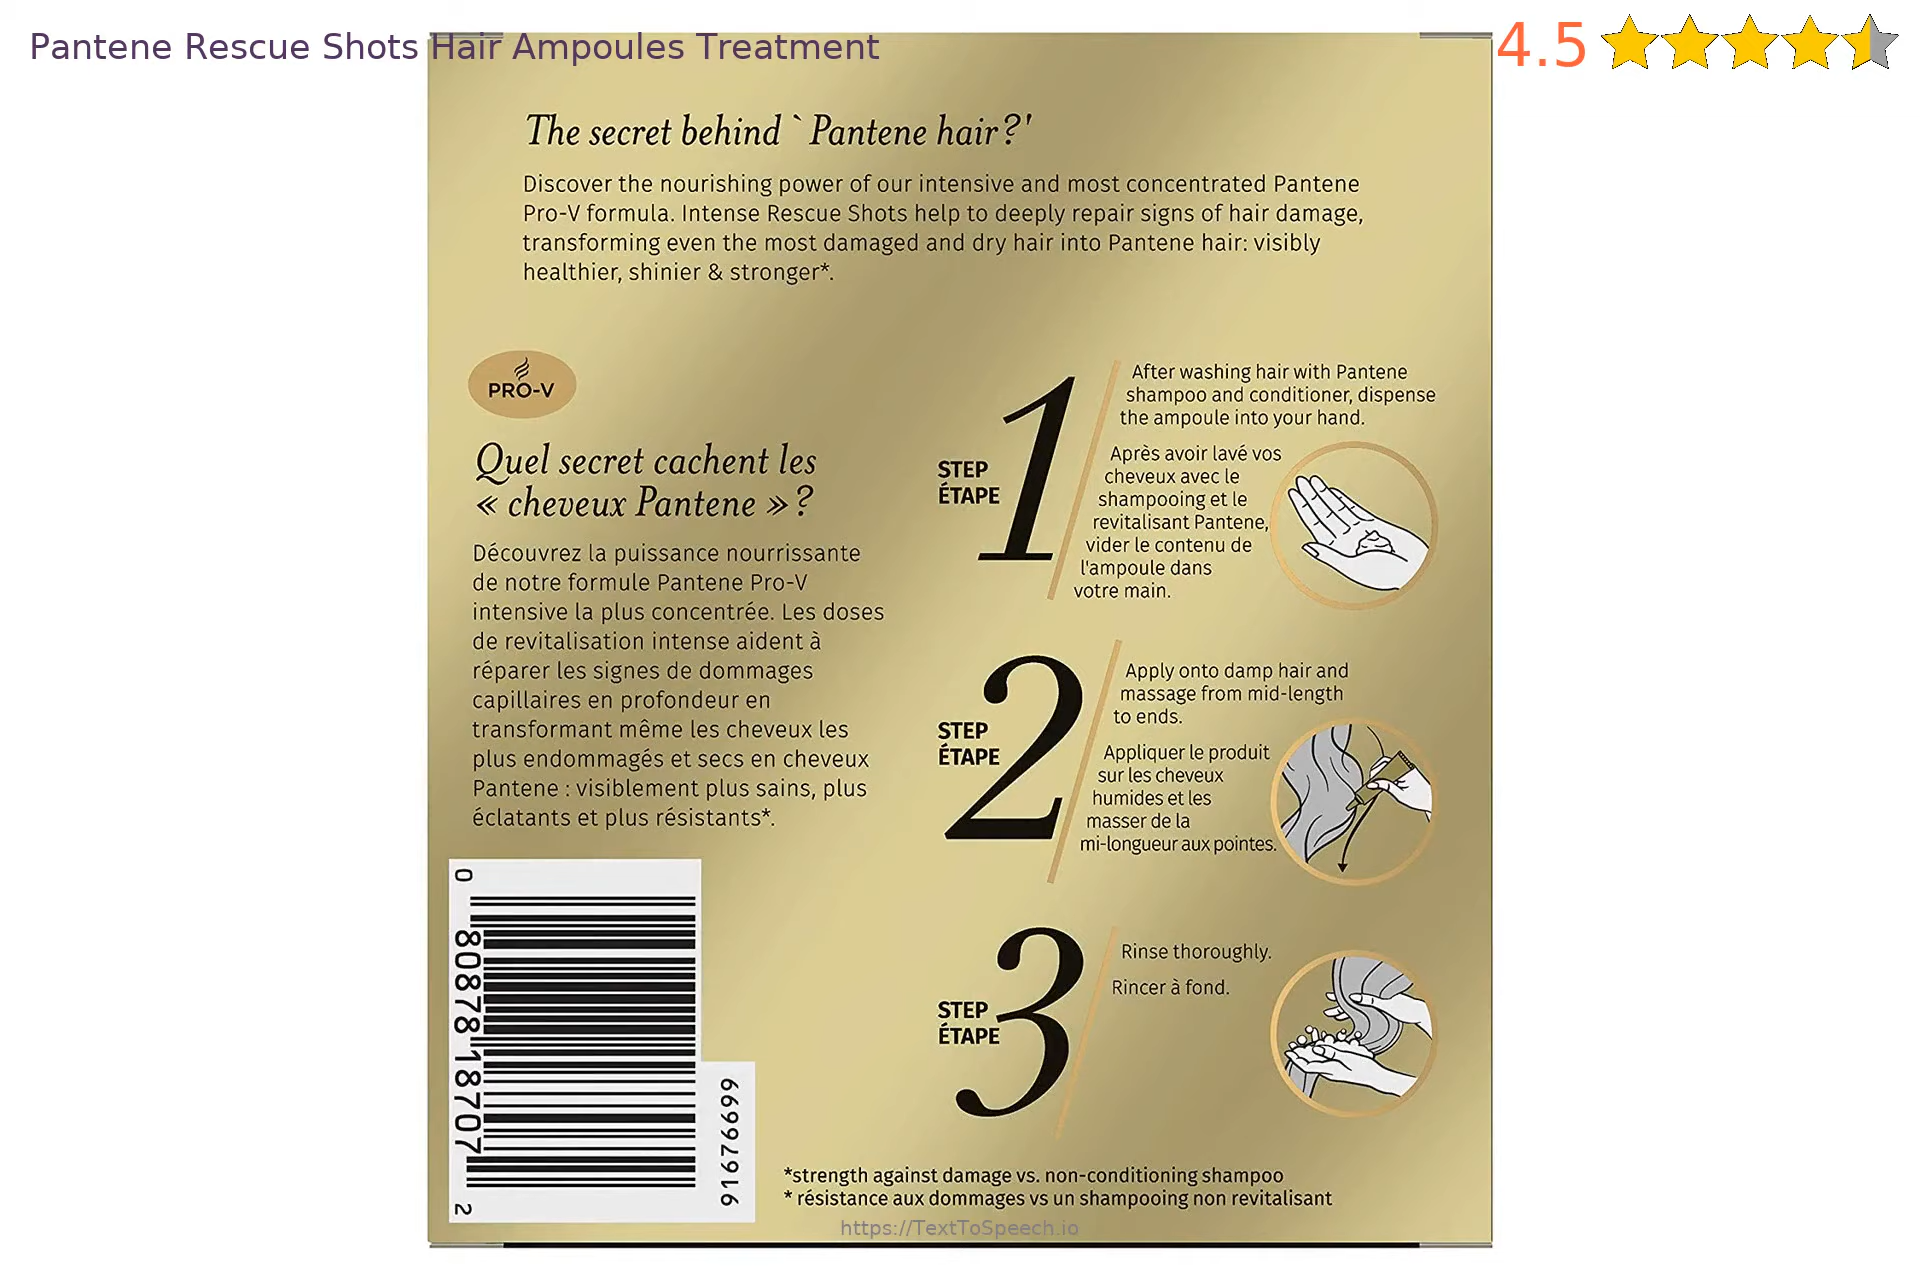 Pantene Rescue Shots Hair Ampoules Treatment
4.5
The secret behind `Pantene hair?'
Discover the nourishing power of our intensive and most concentrated Pantene
Pro-V formula. Intense Rescue Shots help to deeply repair signs of hair damage,
transforming even the most damaged and dry hair into Pantene hair: visibly
healthier, shinier & stronger*.
PRO-V
Quel secret cachent les
« cheveux Pantene » ?
Découvrez la puissance nourrissante
de notre formule Pantene Pro-V
intensive la plus concentrée. Les doses
de revitalisation intense aident à
réparer les signes de dommages
capillaires en profondeur en
transformant même les cheveux les
plus endommagés et secs en cheveux
Pantene : visiblement plus sains, plus
éclatants et plus résistants*.
STEP
ÉTAPE
1
After washing hair with Pantene
shampoo and conditioner, dispense
the ampoule into your hand.
Après avoir lavé vos
cheveux avec le
shampooing et le
revitalisant Pantene,
vider le contenu de
l'ampoule dans
votre main.
STEP
ÉTAPE
2
Apply onto damp hair and
massage from mid-length
to ends.
Appliquer le produit
sur les cheveux
humides et les
masser de la
mi-longueur aux pointes.
STEP
ÉTAPE
3
Rinse thoroughly.
Rincer à fond.
0 80878 18707 2
91676699
*strength against damage vs. non-conditioning shampoo
* résistance aux dommages vs un shampooing non revitalisant
https://TextToSpeech.io